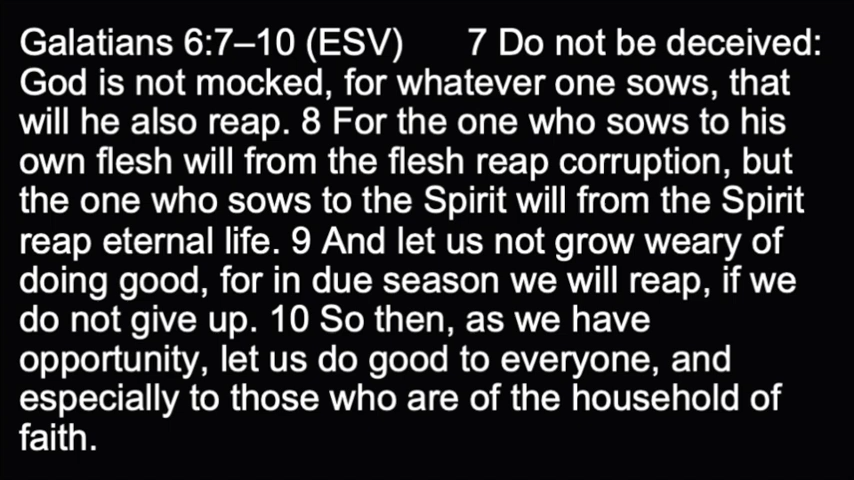 Galatians 6:7–10 (ESV) 7 Do not be deceived:
God is not mocked, for whatever one sows, that
will he also reap. 8 For the one who sows to his
own flesh will from the flesh reap corruption, but
the one who sows to the Spirit will from the Spirit
reap eternal life. 9 And let us not grow weary of
doing good, for in due season we will reap, if we
do not give up. 10 So then, as we have
opportunity, let us do good to everyone, and
especially to those who are of the household of
faith.